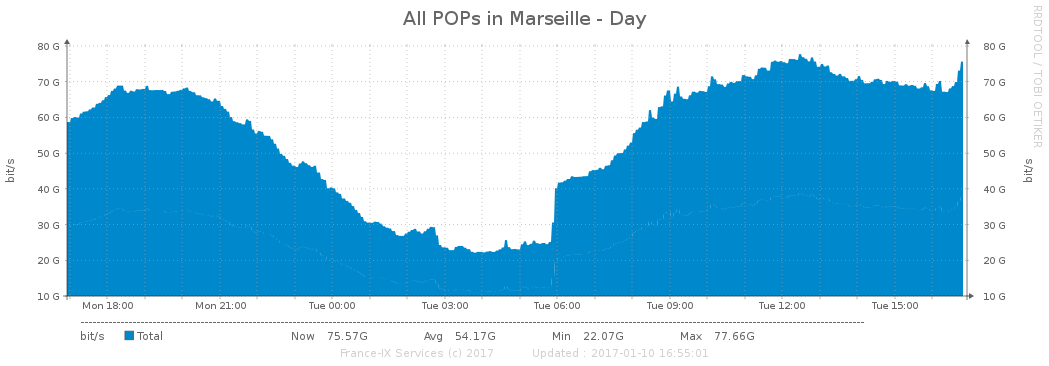 All POPs in Marseille - Day
RRDTOOL / TOBI OETIKER
80 G 80 G
70 G 70 G
60 G 60 G
50 G 50 G
40 G 40 G
30 G 30 G
20 G 20 G
10 G 10 G
bit/s
bit/s
Mon 18:00 Mon 21:00 Tue 00:00 Tue 03:00 Tue 06:00 Tue 09:00 Tue 12:00 Tue 15:00
bit/s Total Now 75.57G Avg 54.17G Min 22.07G Max 77.66G
France-IX Services (c) 2017 Updated : 2017-01-10 16:55:01